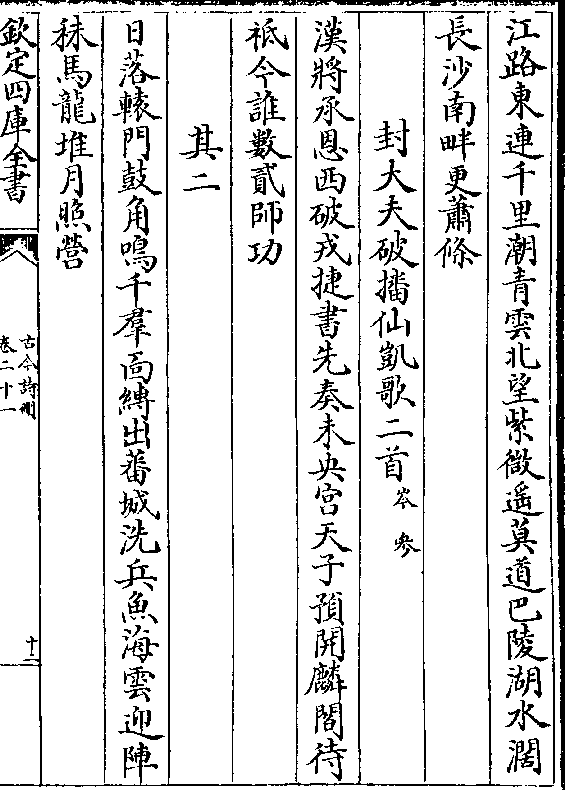 江路東連千里潮青雲北望紫微遥莫道巴陵湖水濶
長沙南畔更蕭條
封大夫破播仙凱歌二首 岑參
漢將承恩西破戎捷書先奏未央宮天子預開麟閣待
祗今誰數貳師功
其二
日落轅門鼓角鳴千羣面縛出蕃城洗兵魚海雲迎陣
秣馬龍堆月照營
欽定四庫全書
古今詩刪
卷二十一
十二